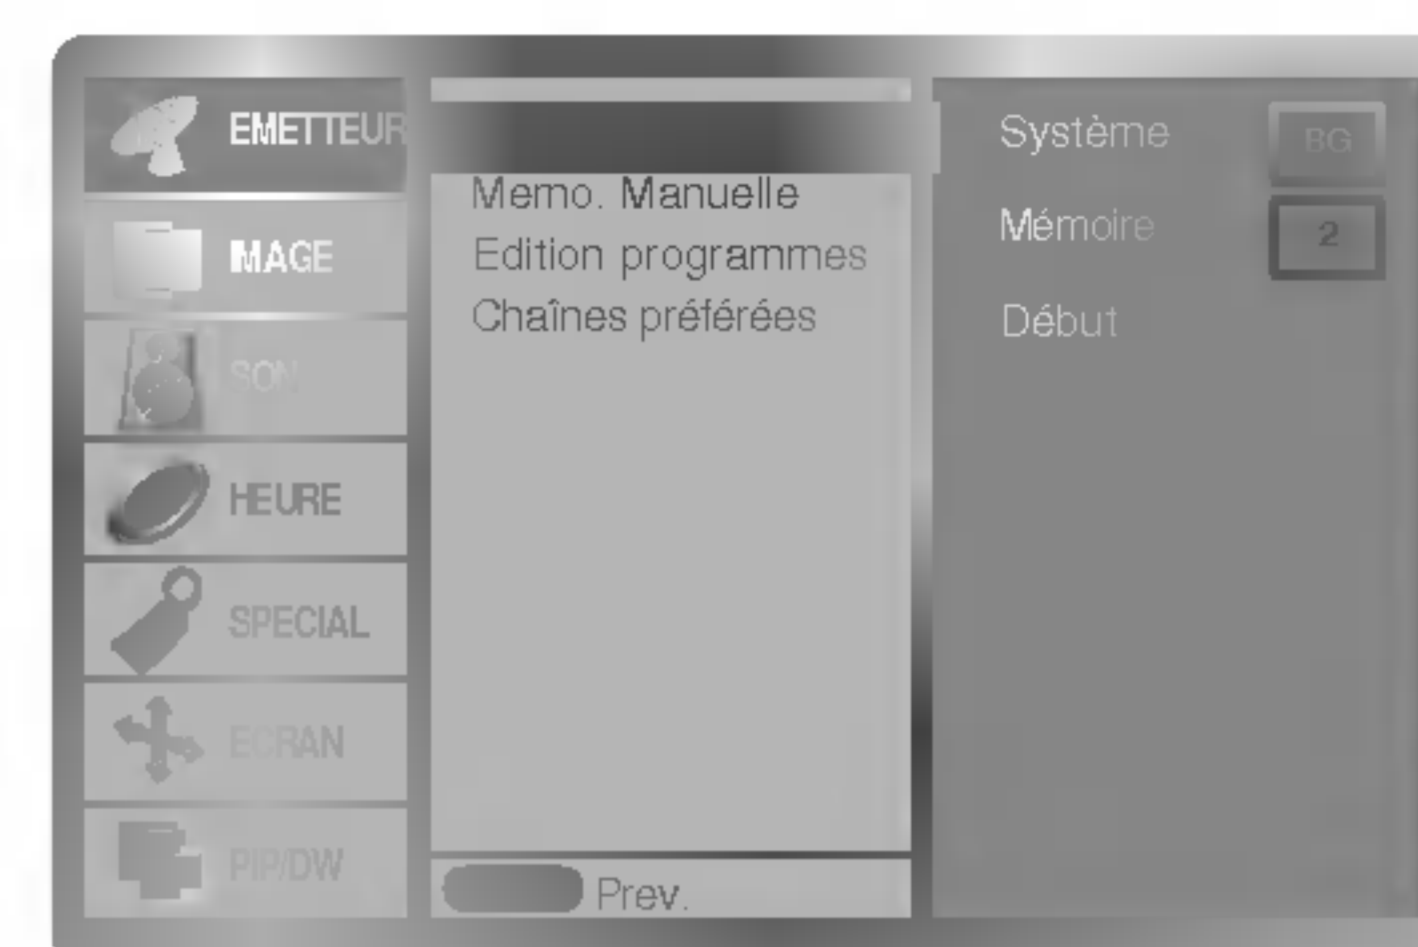 EMETTEUR
IMAGE
SON
HEURE
SPECIAL
ECRAN
PIP/DW
Memo. Manuelle
Edition programmes
Chaînes préférées
Prev.
Système BG
Mémoire 2
Début